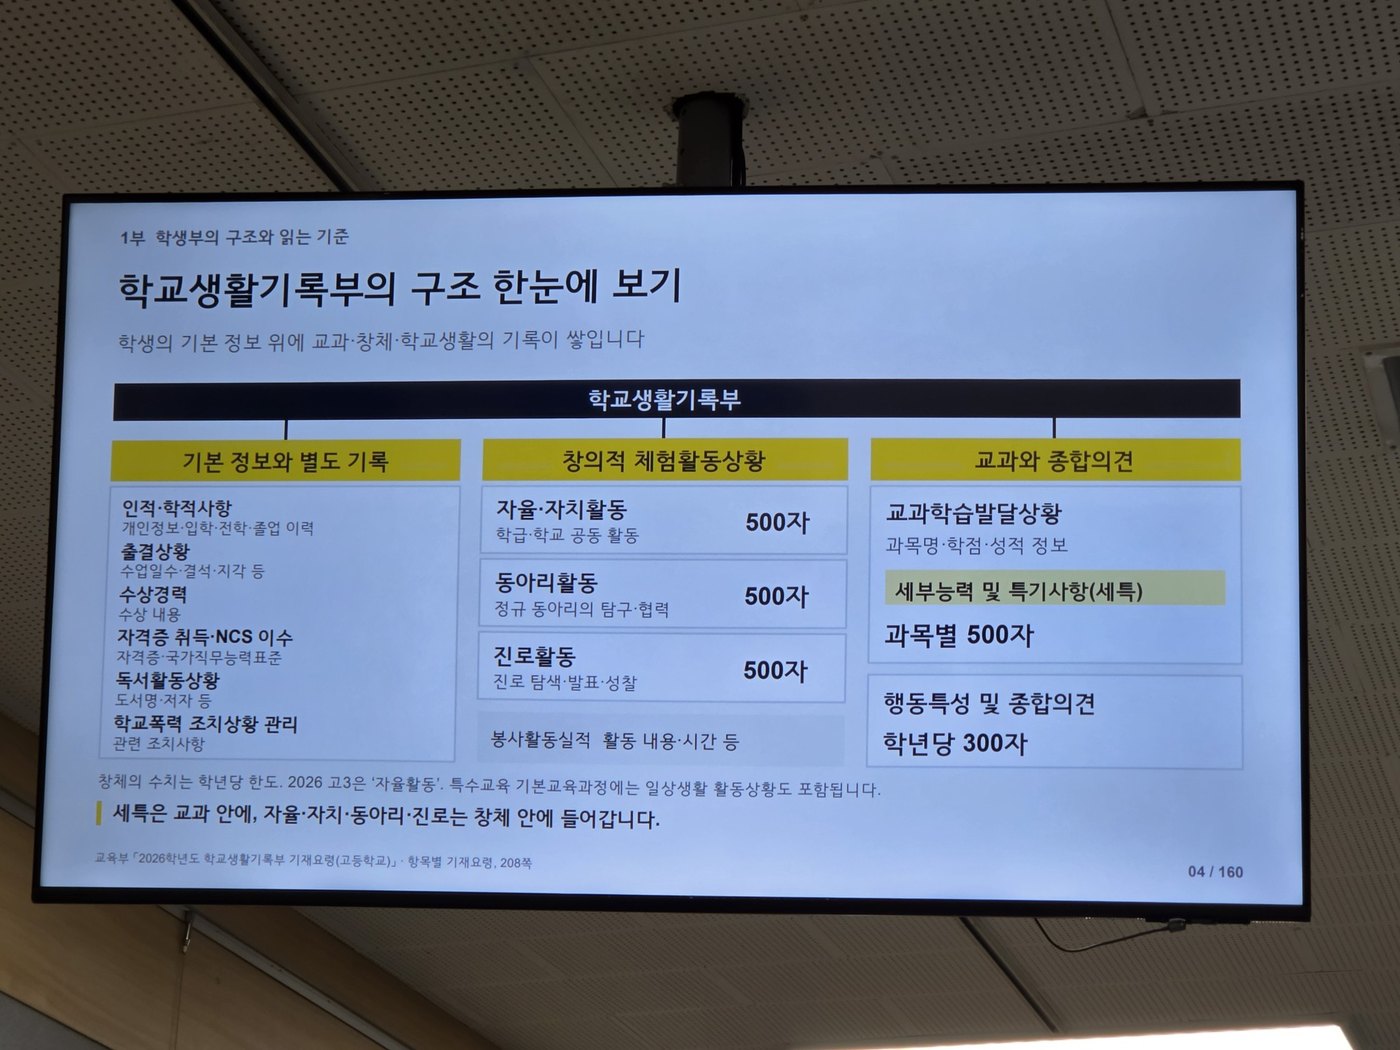 1부 학생부의 구조와 읽는 기준
학교생활기록부의 구조 한눈에 보기
학생의 기본 정보 위에 교과·창체·학교생활의 기록이 쌓입니다
학교생활기록부
기본 정보와 별도 기록
인적·학적사항
개인정보·입학·전학·졸업 이력
출결상황
수업일수·결석·지각 등
수상경력
수상 내용
자격증 취득·NCS 이수
자격증·국가직무능력표준
독서활동상황
도서명·저자 등
학교폭력 조치상황 관리
관련 조치사항
창의적 체험활동상황
자율·자치활동
학급·학교 공동 활동
500자
동아리활동
정규 동아리의 탐구·협력
500자
진로활동
진로 탐색·발표·성찰
500자
봉사활동실적 활동 내용·시간 등
교과와 종합의견
교과학습발달상황
과목명·학점·성적 정보
세부능력 및 특기사항(세특)
과목별 500자
행동특성 및 종합의견
학년당 300자
창체의 수치는 학년당 한도. 2026 고3은 ‘자율활동’. 특수교육 기본교육과정에는 일상생활 활동상황도 포함됩니다.
세특은 교과 안에, 자율·자치·동아리·진로는 창체 안에 들어갑니다.
교육부 「2026학년도 학교생활기록부 기재요령(고등학교)」 · 항목별 기재요령, 208쪽
04 / 160